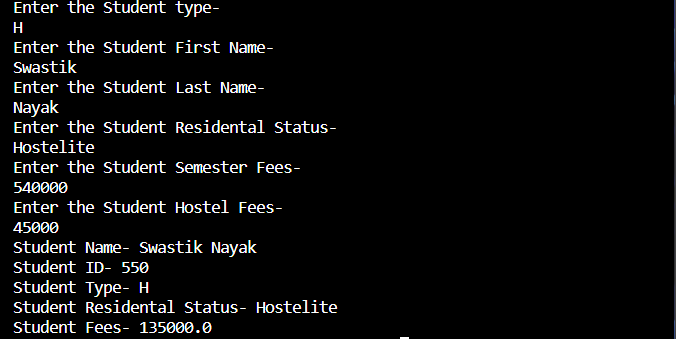 Enter the Student type-
H
Enter the Student First Name-
Swastik
Enter the Student Last Name-
Nayak
Enter the Student Residental Status-
Hostelite
Enter the Student Semester Fees-
540000
Enter the Student Hostel Fees-
45000
Student Name- Swastik Nayak
Student ID- 550
Student Type- H
Student Residental Status- Hostelite
Student Fees- 135000.0